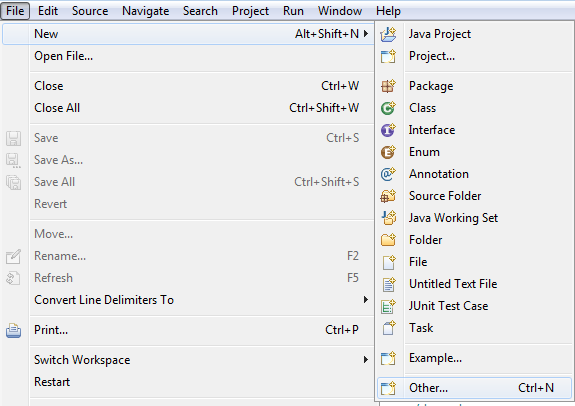 File Edit Source Navigate Search Project Run Window Help
New Alt+Shift+N
Open File...
Close Ctrl+W
Close All Ctrl+Shift+W
Save Ctrl+S
Save As...
Save All Ctrl+Shift+S
Revert
Move...
Rename... F2
Refresh F5
Convert Line Delimiters To
Print... Ctrl+P
Switch Workspace
Restart
Java Project
Project...
Package
Class
Interface
Enum
Annotation
Source Folder
Java Working Set
Folder
File
Untitled Text File
JUnit Test Case
Task
Example...
Other... Ctrl+N